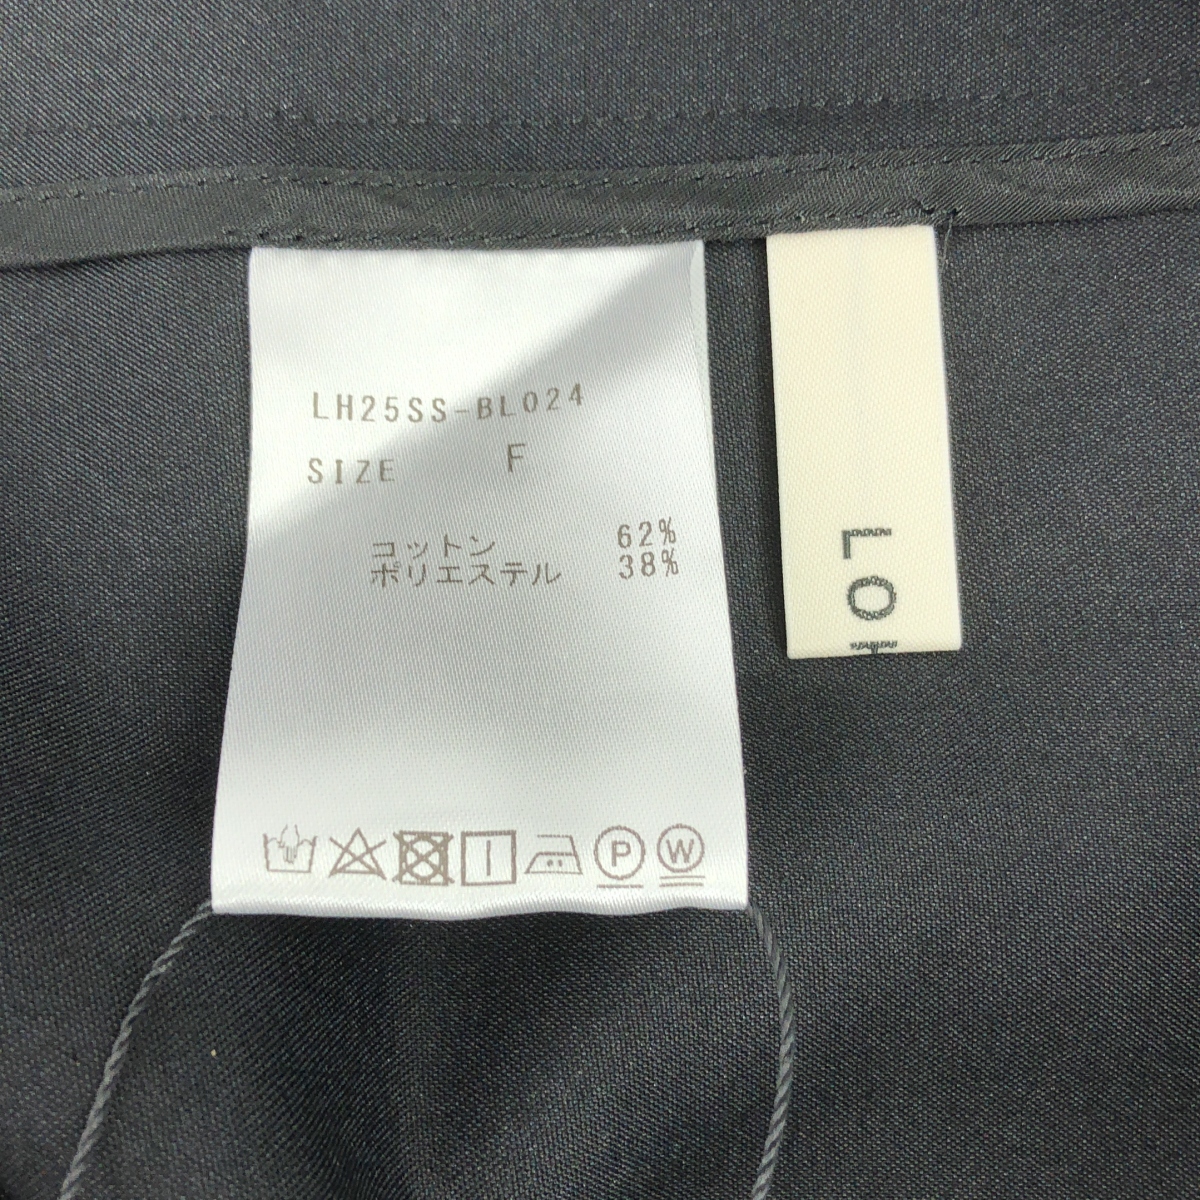 LH25SS-BL024
SIZE F
コットン 62%
ポリエステル 38%
P W
LO